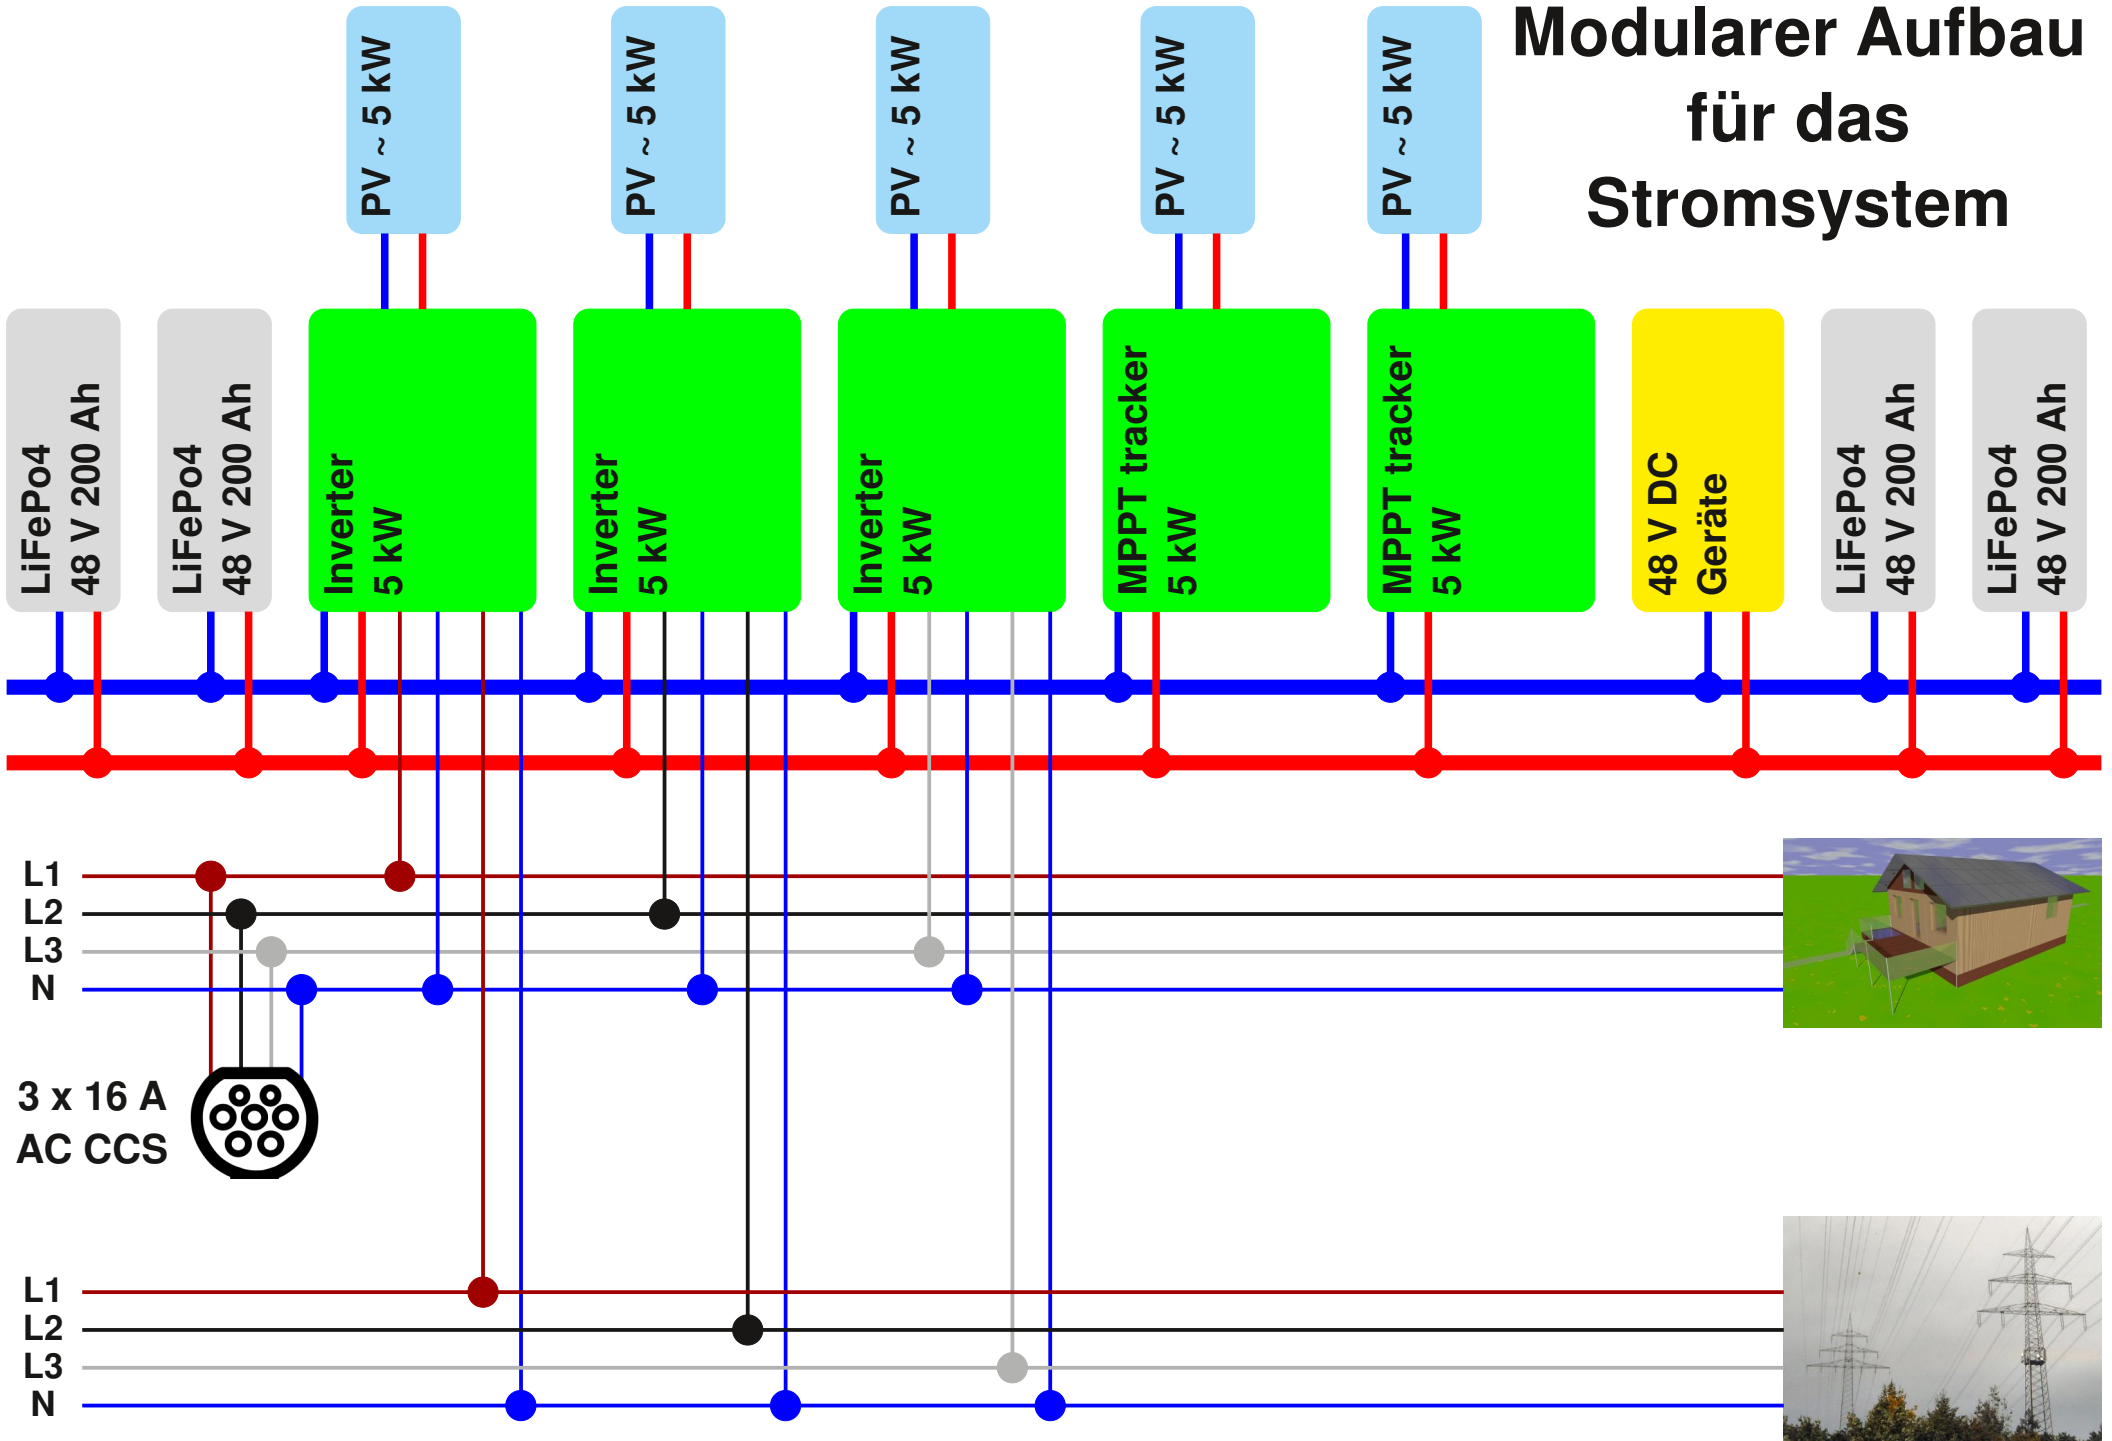 Modularer Aufbau
für das
Stromsystem
PV ~ 5 kW
PV ~ 5 kW
PV ~ 5 kW
PV ~ 5 kW
PV ~ 5 kW
LiFePo4
48 V 200 Ah
LiFePo4
48 V 200 Ah
Inverter
5 kW
Inverter
5 kW
Inverter
5 kW
MPPT tracker
5 kW
MPPT tracker
5 kW
48 V DC
Geräte
LiFePo4
48 V 200 Ah
LiFePo4
48 V 200 Ah
L1
L2
L3
N
3 x 16 A
AC CCS
L1
L2
L3
N